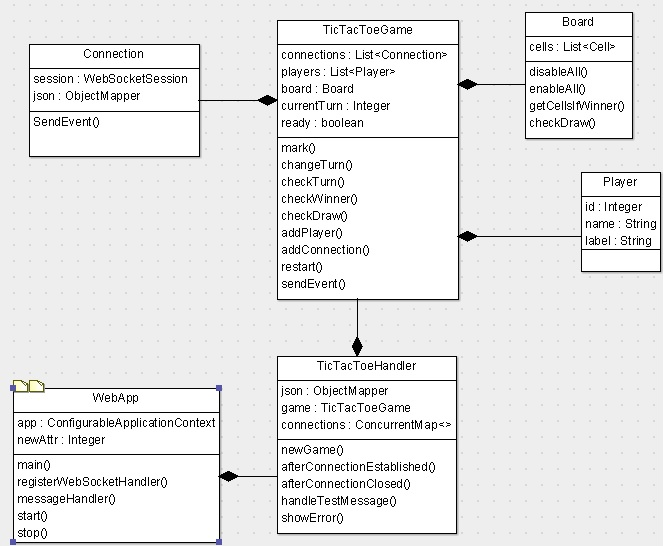 Connection
session : WebSocketSession
json : ObjectMapper
SendEvent()
TicTacToeGame
connections : List<Connection>
players : List<Player>
board : Board
currentTurn : Integer
ready : boolean
mark()
changeTurn()
checkTurn()
checkWinner()
checkDraw()
addPlayer()
addConnection()
restart()
sendEvent()
Board
cells : List<Cell>
disableAll()
enableAll()
getCellsIfWinner()
checkDraw()
Player
id : Integer
name : String
label : String
WebApp
app : ConfigurableApplicationContext
newAttr : Integer
main()
registerWebSocketHandler()
messageHandler()
start()
stop()
TicTacToeHandler
json : ObjectMapper
game : TicTacToeGame
connections : ConcurrentMap<>
newGame()
afterConnectionEstablished()
afterConnectionClosed()
handleTestMessage()
showError()